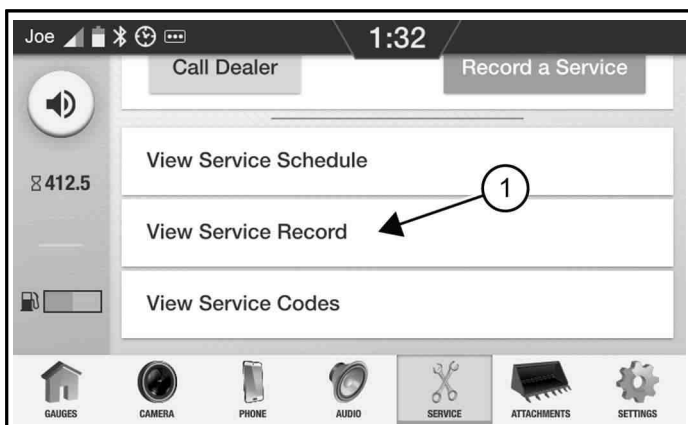 Joe 1:32
Call Dealer Record a Service
View Service Schedule
412.5
1
View Service Record
View Service Codes
GAUGES CAMERA PHONE AUDIO SERVICE ATTACHMENTS SETTINGS